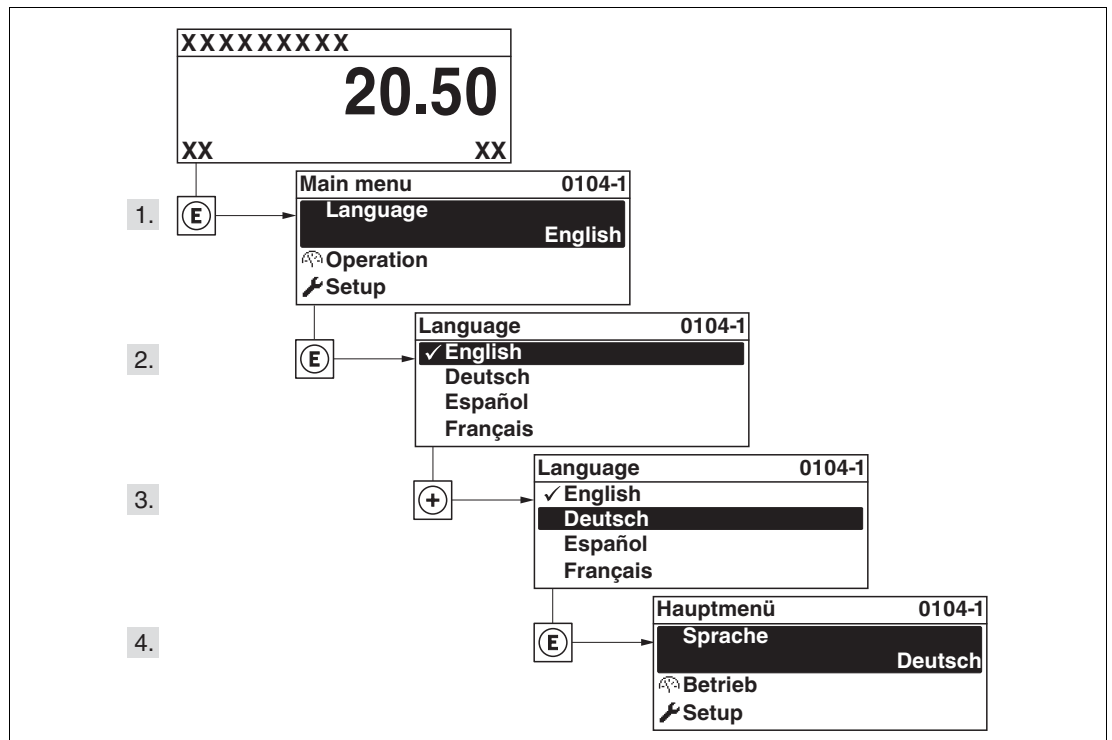 XXXXXXXXX
20.50
XX XX
1. E
Main menu 0104-1
Language
English
Operation
Setup
2. E
Language 0104-1
✓ English
Deutsch
Español
Français
3. +
Language 0104-1
✓ English
Deutsch
Español
Français
4. E
Hauptmenü 0104-1
Sprache
Deutsch
Betrieb
Setup